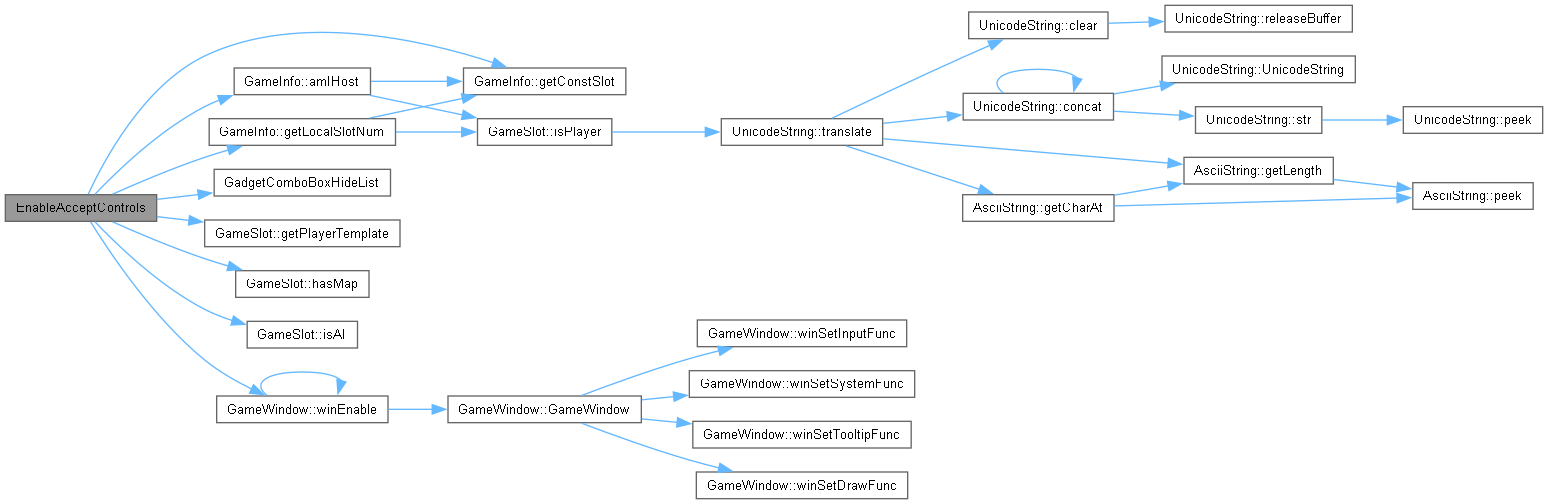 EnableAcceptControls
GameInfo::amIHost
GameInfo::getLocalSlotNum
GadgetComboBoxHideList
GameSlot::getPlayerTemplate
GameSlot::hasMap
GameSlot::isAI
GameWindow::winEnable
GameInfo::getConstSlot
GameSlot::isPlayer
GameWindow::GameWindow
UnicodeString::translate
GameWindow::winSetInputFunc
GameWindow::winSetSystemFunc
GameWindow::winSetTooltipFunc
GameWindow::winSetDrawFunc
UnicodeString::clear
UnicodeString::concat
AsciiString::getCharAt
UnicodeString::releaseBuffer
UnicodeString::UnicodeString
UnicodeString::str
AsciiString::getLength
UnicodeString::peek
AsciiString::peek